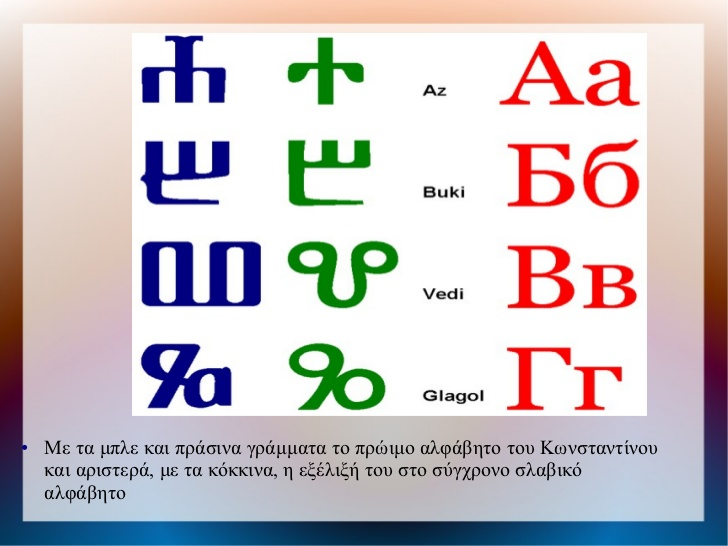 Ⰰ ⰰ Az Аа
Ⰱ ⰱ Buki Бб
Ⰲ ⰲ Vedi Вв
Ⰳ ⰳ Glagol Гг
• Με τα μπλε και πράσινα γράμματα το πρώιμο αλφάβητο του Κωνσταντίνου
και αριστερά, με τα κόκκινα, η εξέλιξή του στο σύγχρονο σλαβικό
αλφάβητο